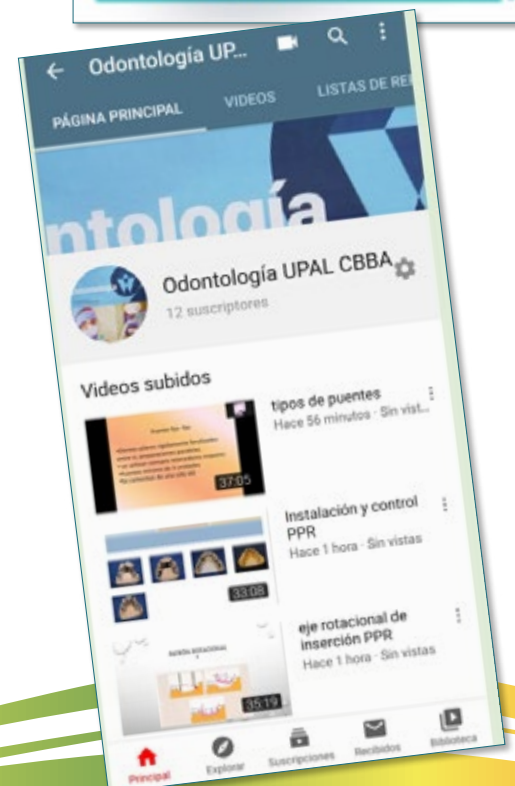 Odontología UP...
PÁGINA PRINCIPAL
VIDEOS
LISTAS DE RE
ntología
Odontología UPAL CBBA
12 suscriptores
Videos subidos
tipos de puentes
Hace 56 minutos · Sin vist...
37:05
Instalación y control
PPR
Hace 1 hora · Sin vistas
33:08
eje rotacional de
inserción PPR
Hace 1 hora · Sin vistas
35:19
Principal
Explorar
Suscripciones
Recibidos
Biblioteca